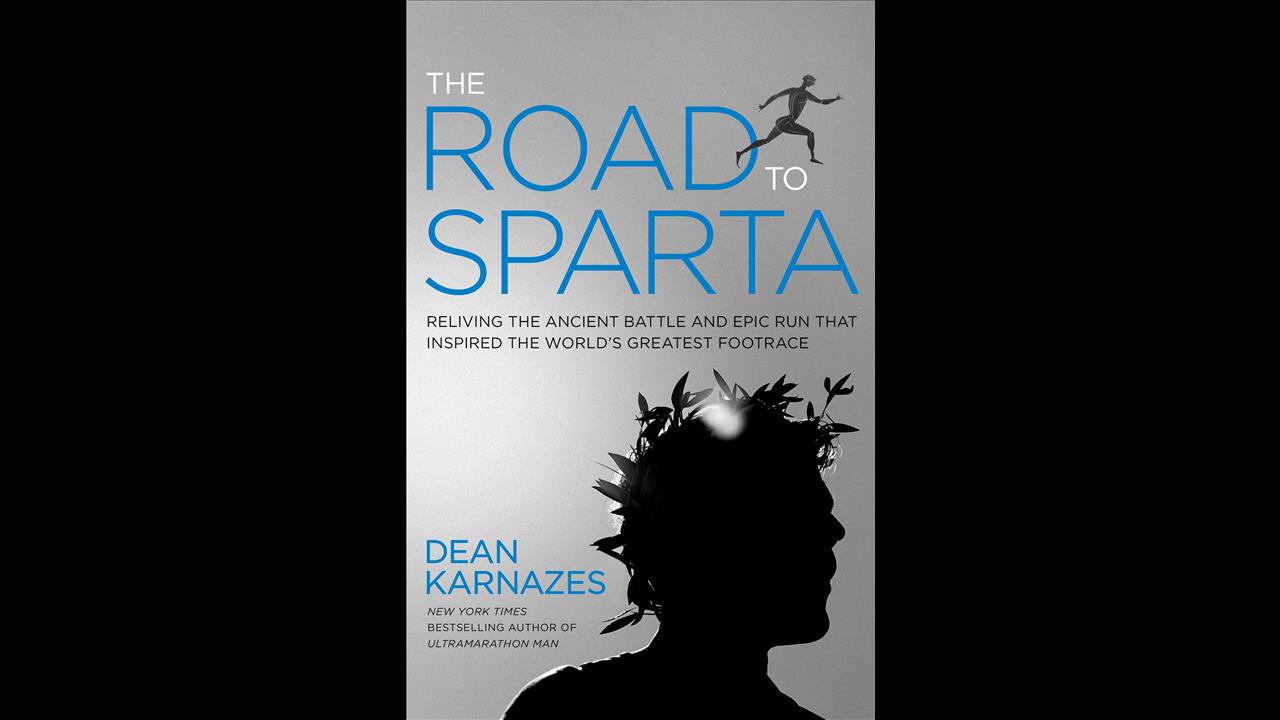 THE
ROAD
TO
SPARTA
RELIVING THE ANCIENT BATTLE AND EPIC RUN THAT
INSPIRED THE WORLD'S GREATEST FOOTRACE
DEAN
KARNAZES
NEW YORK TIMES
BESTSELLING AUTHOR OF
ULTRAMARATHON MAN